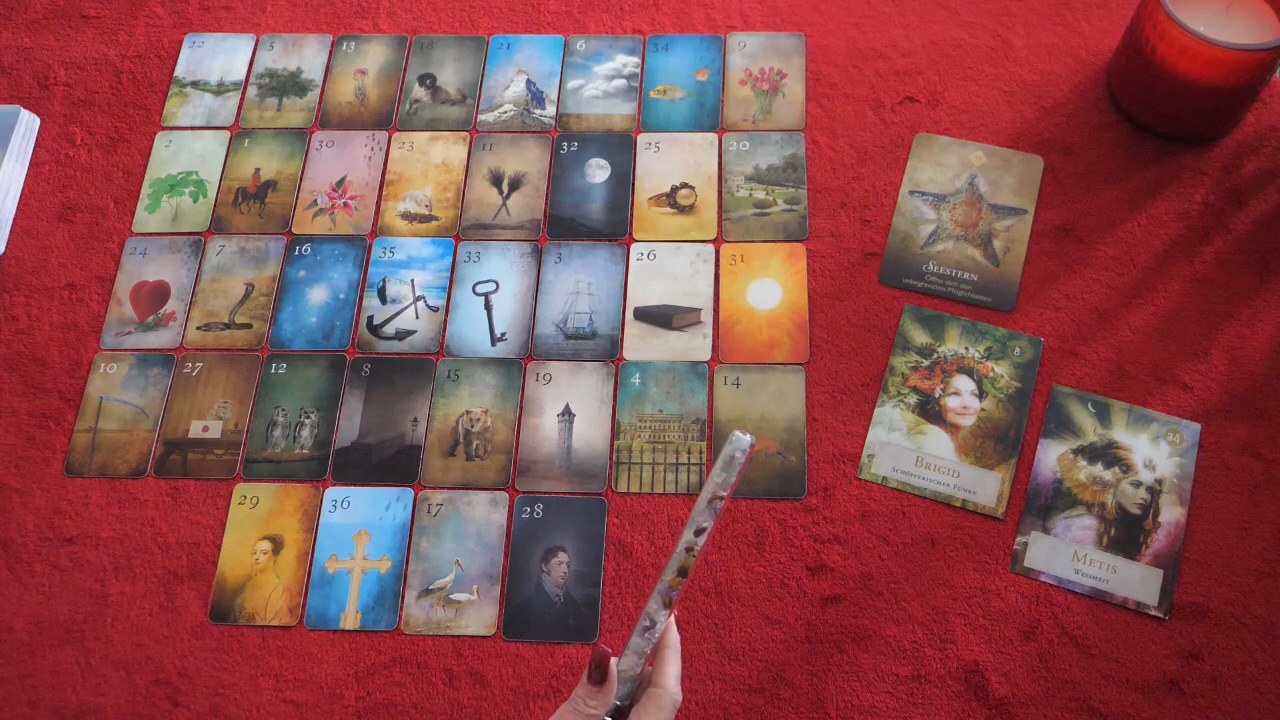 22 5 13 18 21 6 34 9
2 1 30 23 11 32 25 20
24 7 16 35 33 3 26 31
10 27 12 8 15 19 4 14
29 36 17 28
SEESTERN
Öffne dich den
unbegrenzten Möglichkeiten
8
BRIGID
SCHÖPFERISCHER FUNKE
34
METIS
WEISHEIT